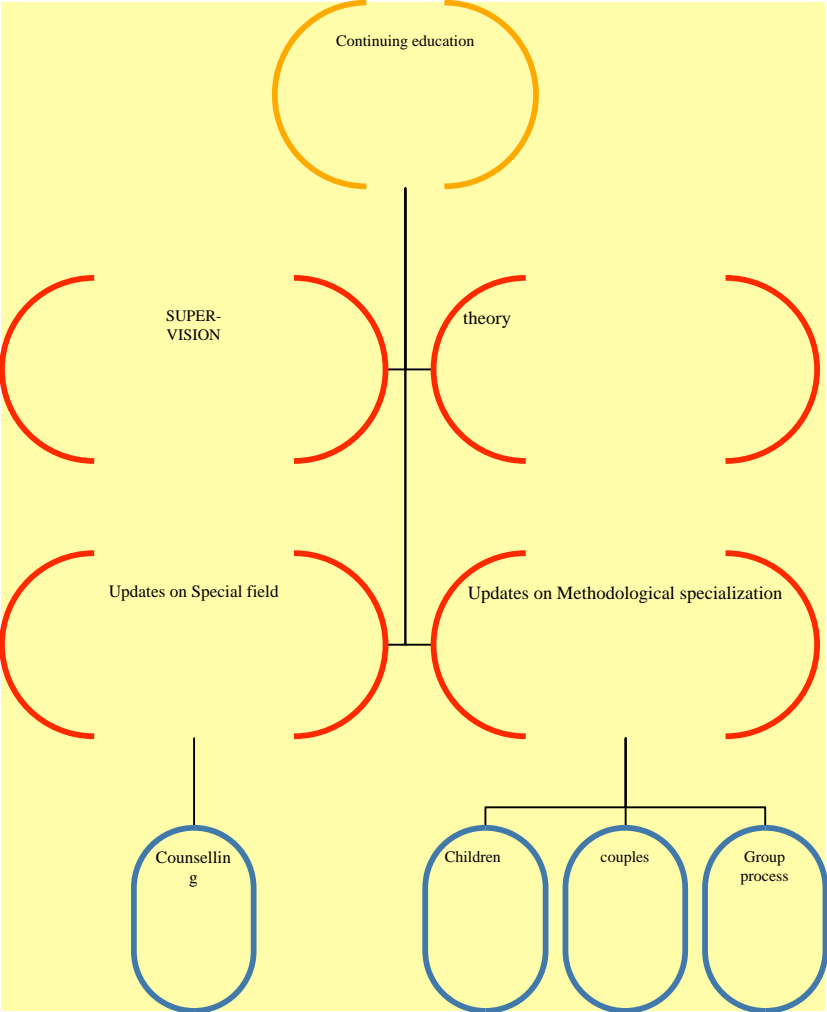 Continuing education
SUPER-
VISION
theory
Updates on Special field
Updates on Methodological specialization
Counsellin
g
Children
couples
Group
process